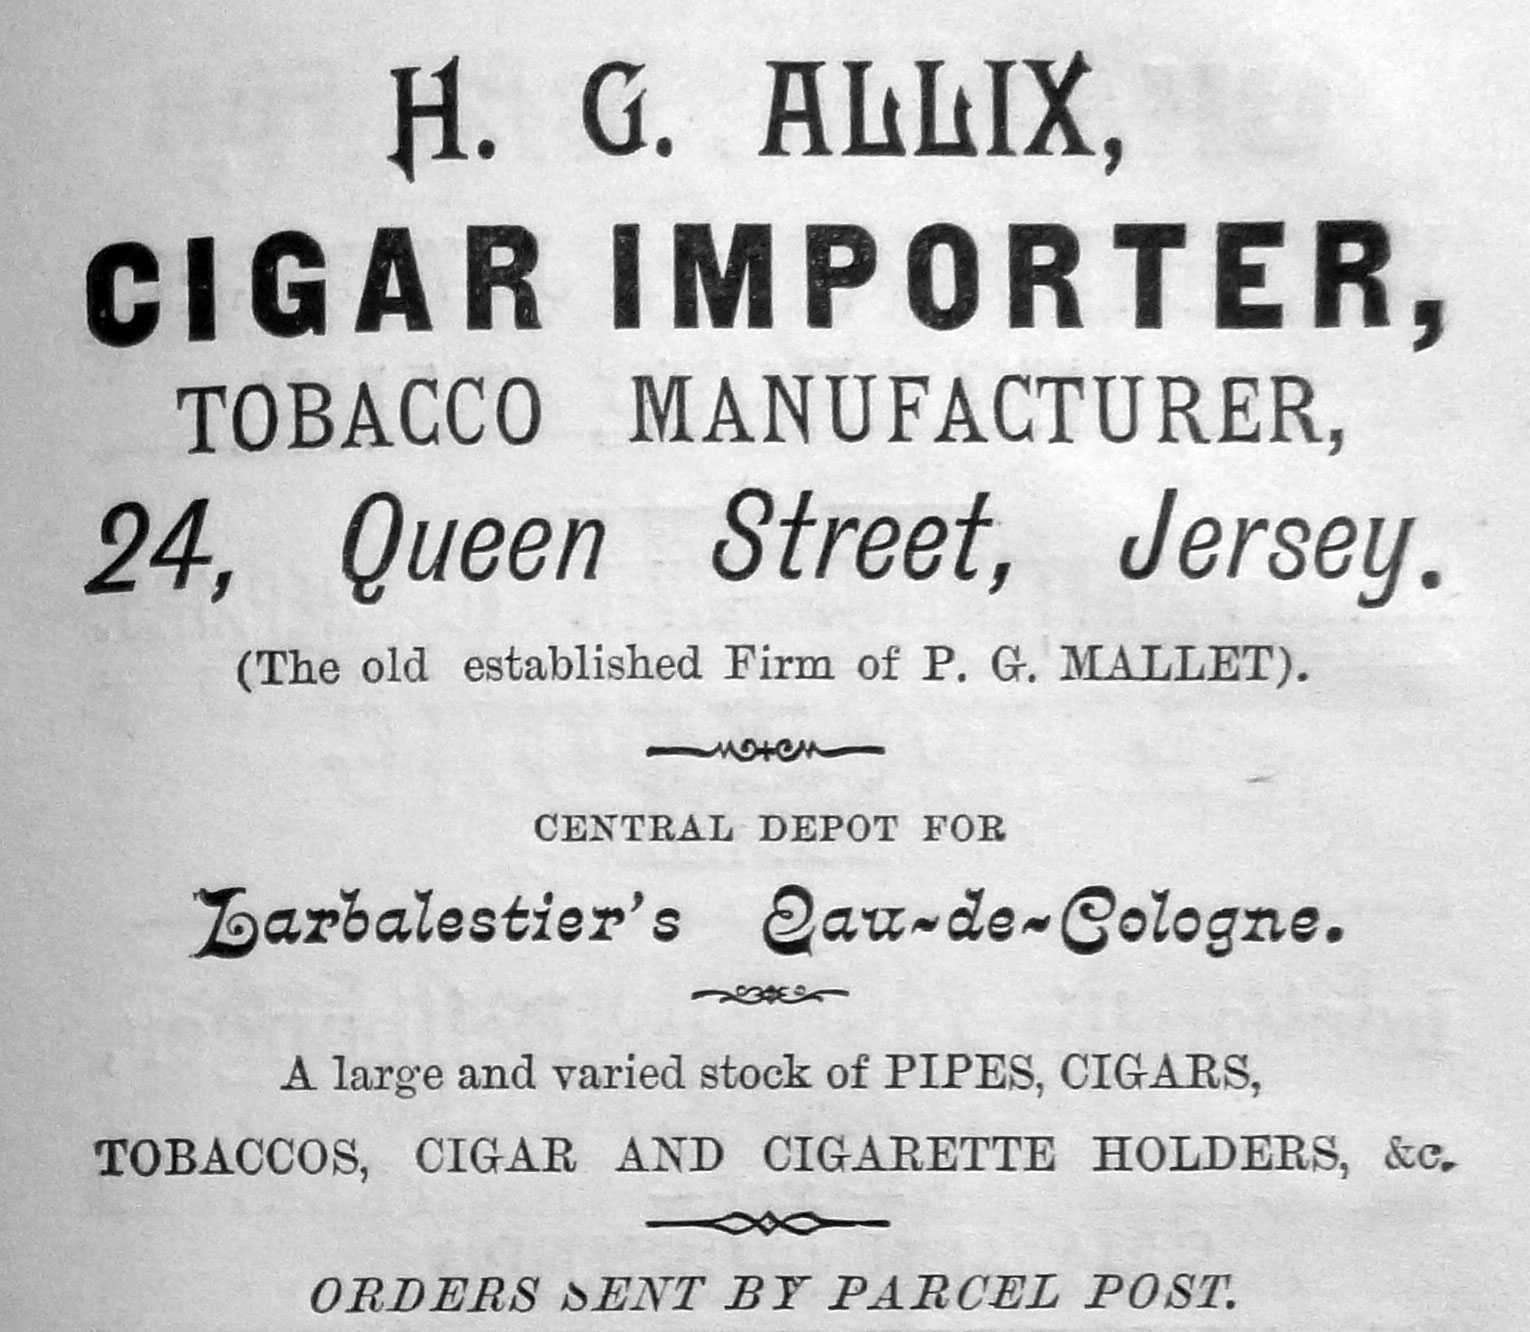 H. G. ALLIX,
CIGAR IMPORTER,
TOBACCO MANUFACTURER,
24, Queen Street, Jersey.
(The old established Firm of P. G. MALLET).
CENTRAL DEPOT FOR
Larbalestier's Eau-de-Cologne.
A large and varied stock of PIPES, CIGARS,
TOBACCOS, CIGAR AND CIGARETTE HOLDERS, &c.
ORDERS SENT BY PARCEL POST.